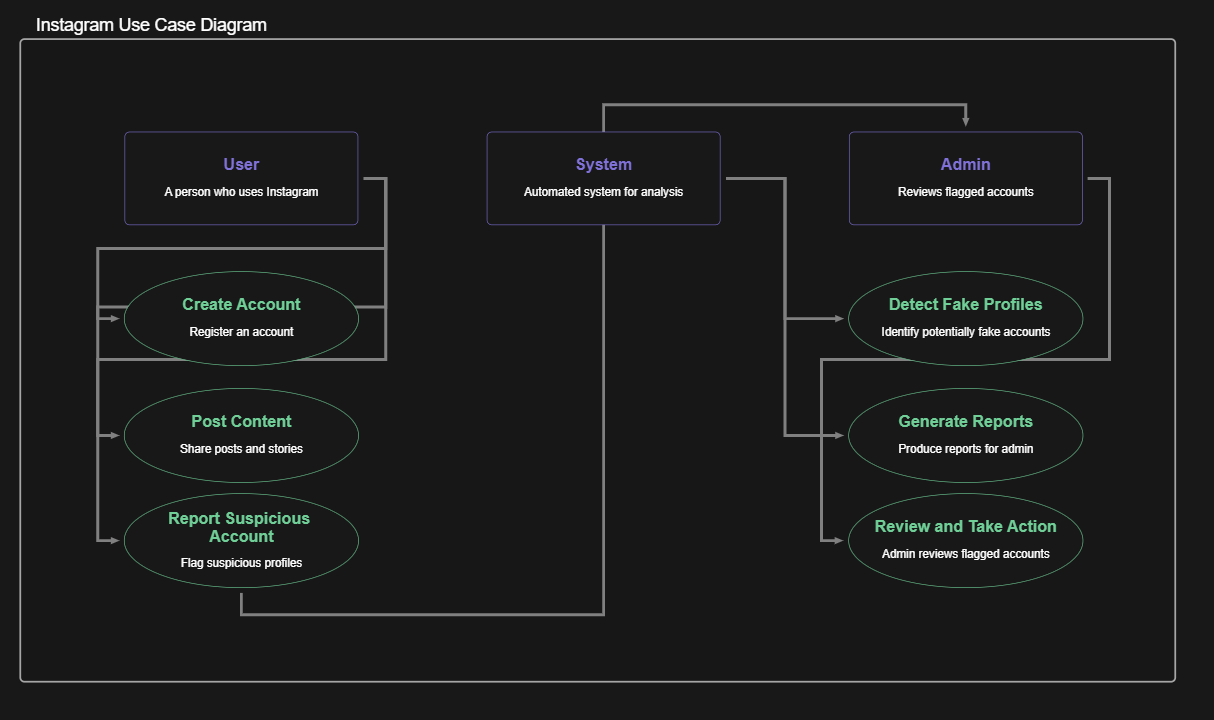 Instagram Use Case Diagram
User
A person who uses Instagram
System
Automated system for analysis
Admin
Reviews flagged accounts
Create Account
Register an account
Detect Fake Profiles
Identify potentially fake accounts
Post Content
Share posts and stories
Generate Reports
Produce reports for admin
Report Suspicious
Account
Flag suspicious profiles
Review and Take Action
Admin reviews flagged accounts